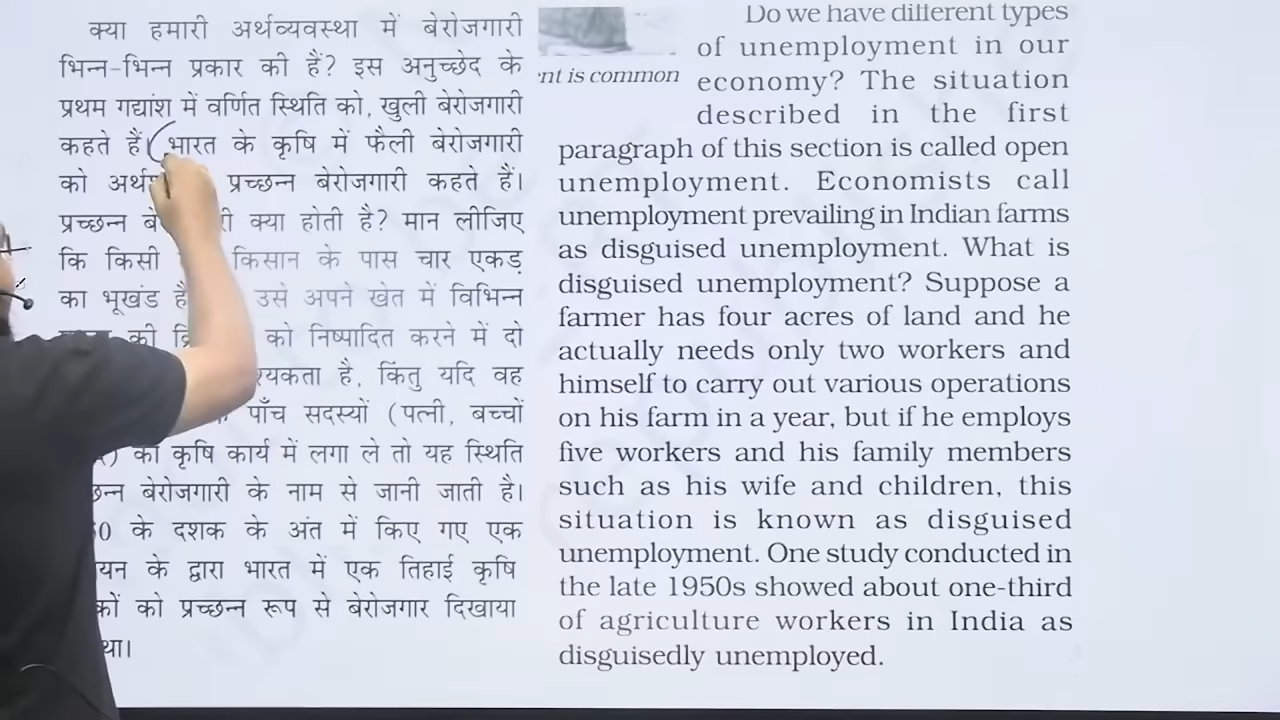 क्या हमारी अर्थव्यवस्था में बेरोजगारी
भिन्न-भिन्न प्रकार की हैं? इस अनुच्छेद के
प्रथम गद्यांश में वर्णित स्थिति को, खुली बेरोजगारी
कहते हैं। भारत के कृषि में फैली बेरोजगारी
को प्रच्छन्न बेरोजगारी कहते हैं।
प्रच्छन्न क्या होती है? मान लीजिए
कि किसी किसान के पास चार एकड़
का भूखंड उसे अपने खेत में विभिन्न
की को निष्पादित करने में दो
है, किंतु यदि वह
पाँच सदस्यों (पत्नी, बच्चों
को कृषि कार्य में लगा ले तो यह स्थिति
बेरोजगारी के नाम से जानी जाती है।
के दशक के अंत में किए गए एक
के द्वारा भारत में एक तिहाई कृषि
को प्रच्छन्न रूप से बेरोजगार दिखाया
था।
nt is common
Do we have different types
of unemployment in our
economy? The situation
described in the first
paragraph of this section is called open
unemployment. Economists call
unemployment prevailing in Indian farms
as disguised unemployment. What is
disguised unemployment? Suppose a
farmer has four acres of land and he
actually needs only two workers and
himself to carry out various operations
on his farm in a year, but if he employs
five workers and his family members
such as his wife and children, this
situation is known as disguised
unemployment. One study conducted in
the late 1950s showed about one-third
of agriculture workers in India as
disguisedly unemployed.